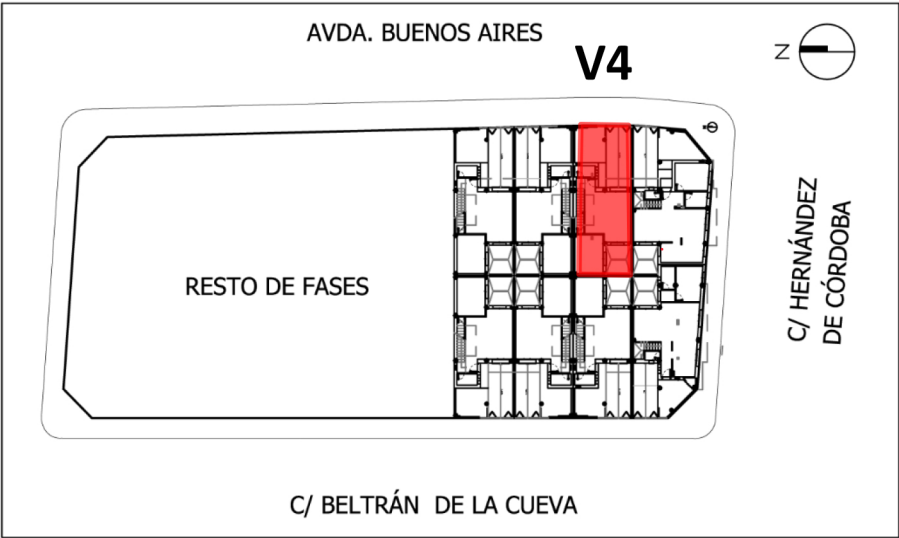 AVDA. BUENOS AIRES
V4
N
C/ HERNÁNDEZ
DE CÓRDOBA
RESTO DE FASES
C/ BELTRÁN DE LA CUEVA